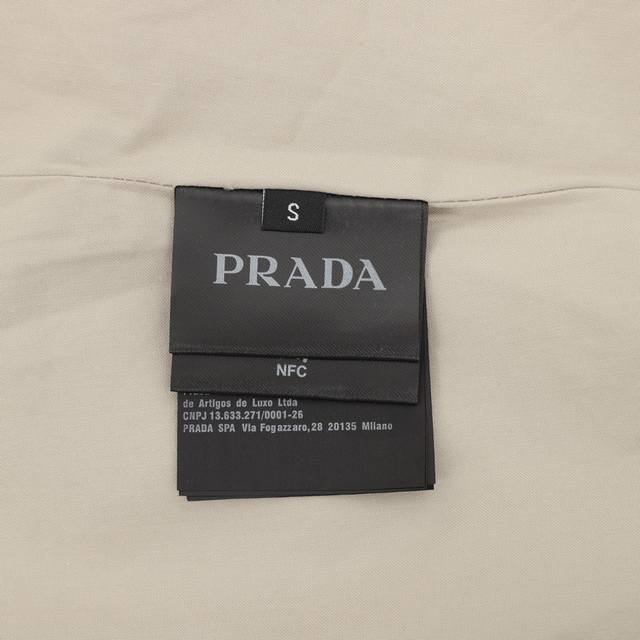 S
PRADA
NFC
de Artigos de Luxo Ltda
CNPJ 13.633.271/0001-26
PRADA SPA Via Fogazzaro,28 20135 Milano